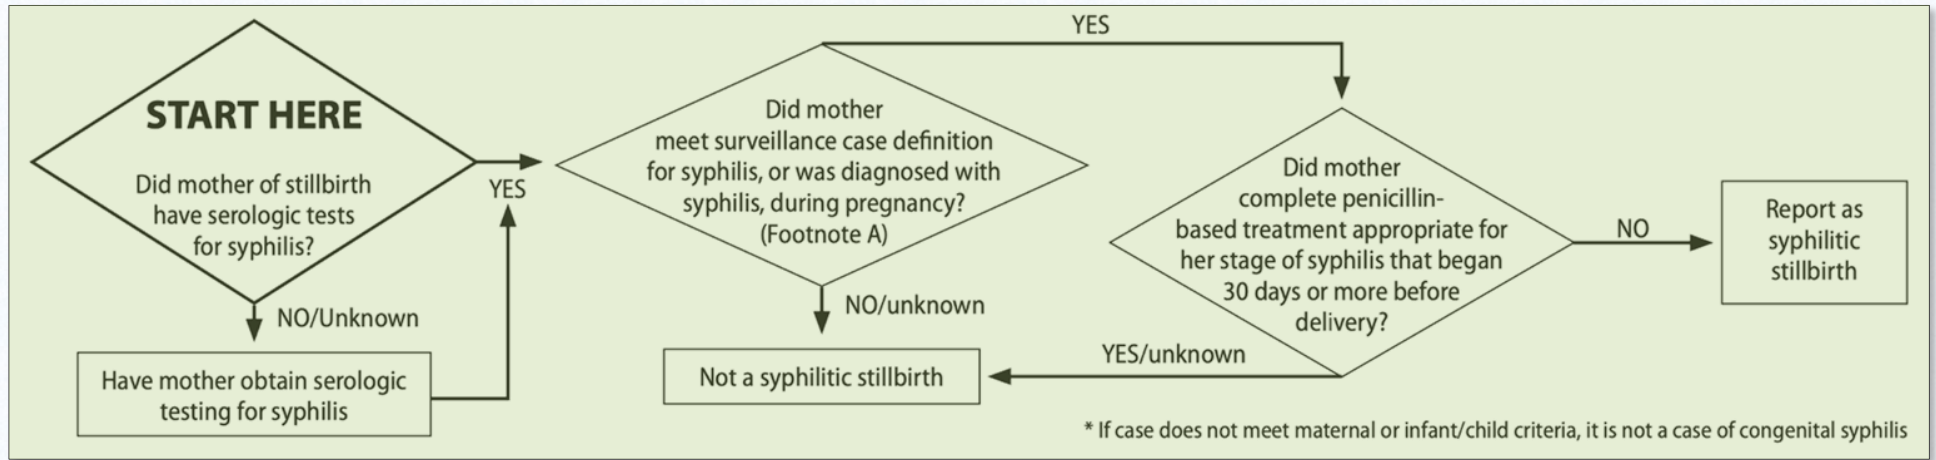 START HERE
Did mother of stillbirth
have serologic tests
for syphilis?
YES
NO/Unknown
Have mother obtain serologic
testing for syphilis
Did mother
meet surveillance case definition
for syphilis, or was diagnosed with
syphilis, during pregnancy?
(Footnote A)
YES
NO/unknown
Not a syphilitic stillbirth
Did mother
complete penicillin-
based treatment appropriate for
her stage of syphilis that began
30 days or more before
delivery?
YES/unknown
NO
Report as
syphilitic
stillbirth
* If case does not meet maternal or infant/child criteria, it is not a case of congenital syphilis